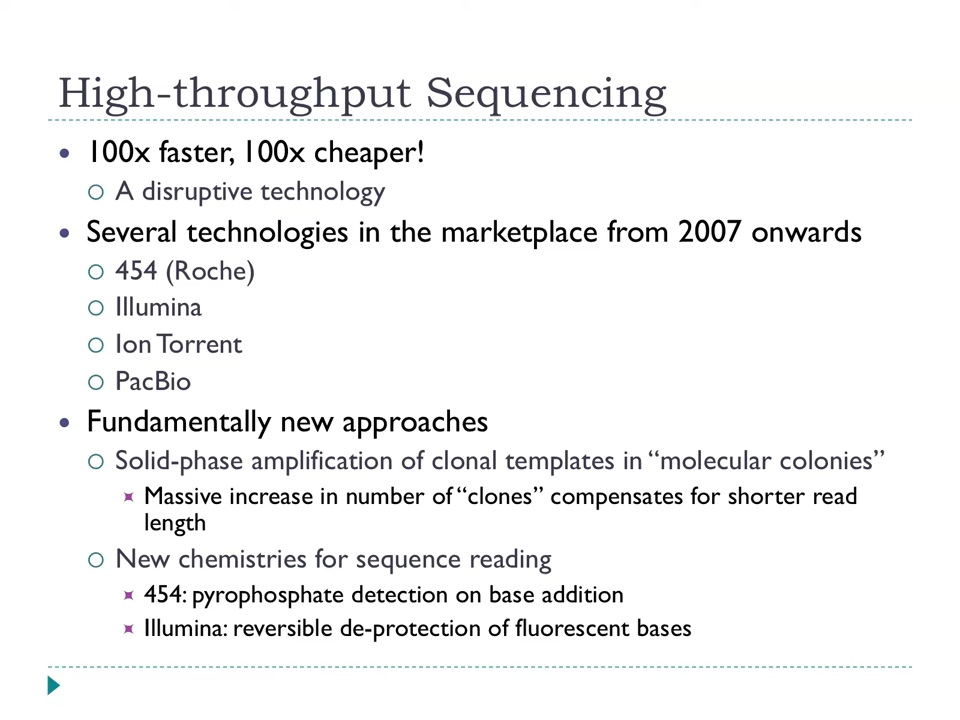 High-throughput Sequencing
100x faster, 100x cheaper!
A disruptive technology
Several technologies in the marketplace from 2007 onwards
454 (Roche)
Illumina
Ion Torrent
PacBio
Fundamentally new approaches
Solid-phase amplification of clonal templates in “molecular colonies”
Massive increase in number of “clones” compensates for shorter read
length
New chemistries for sequence reading
454: pyrophosphate detection on base addition
Illumina: reversible de-protection of fluorescent bases